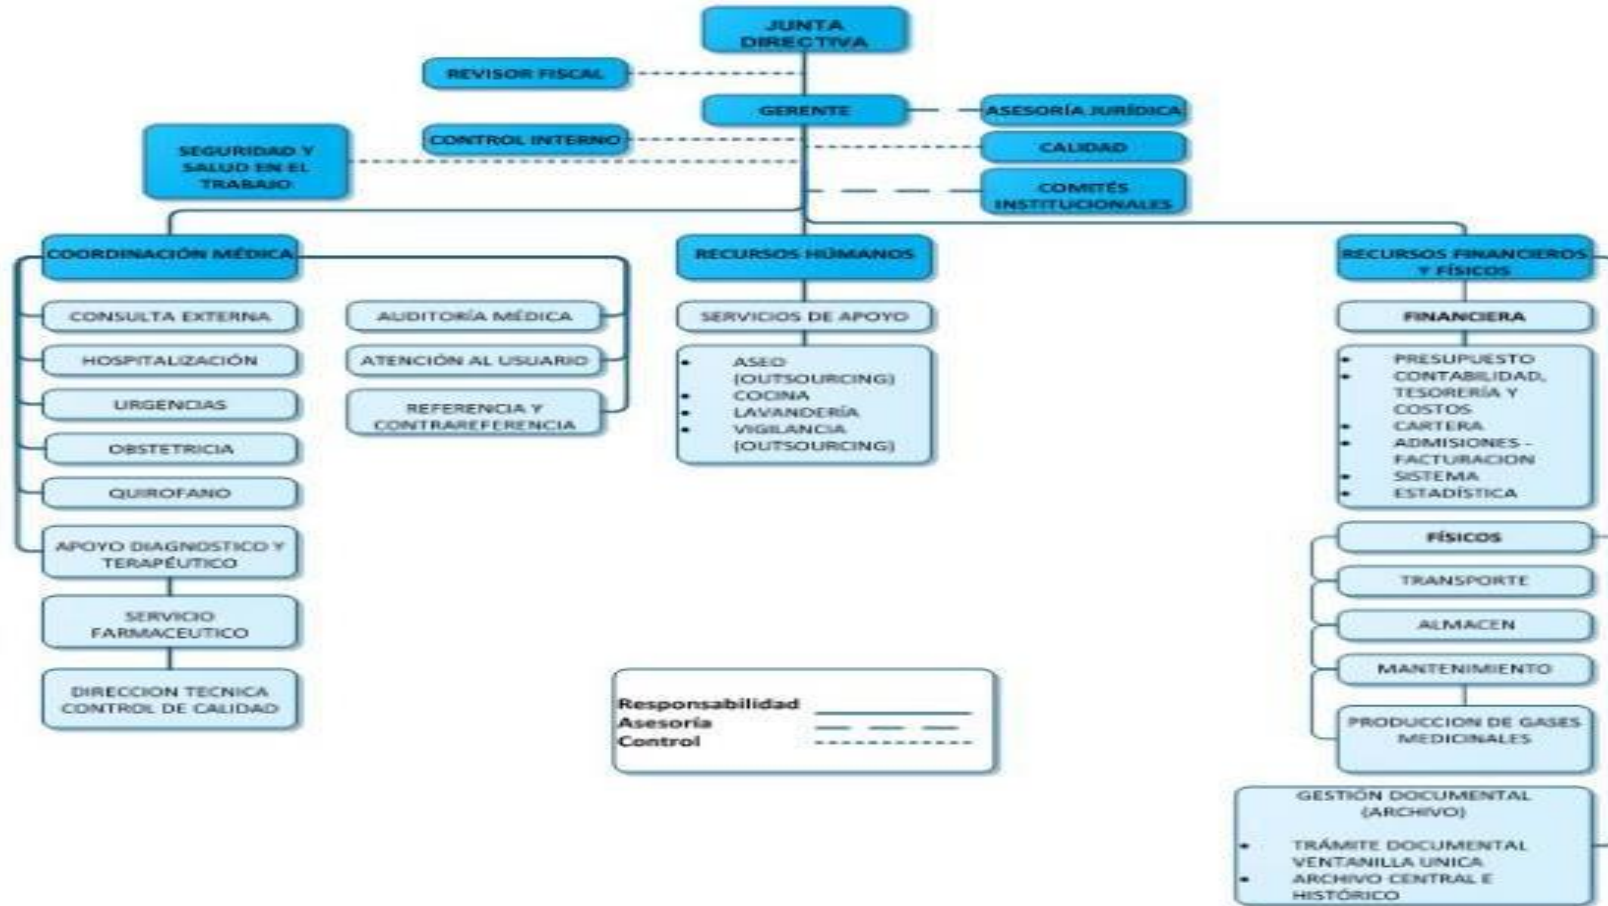 JUNTA
DIRECTIVA
REVISOR FISCAL
GERENTE
ASESORÍA JURÍDICA
CONTROL INTERNO
CALIDAD
SEGURIDAD Y
SALUD EN EL
TRABAJO
COMITÉS
INSTITUCIONALES
COORDINACIÓN MÉDICA
CONSULTA EXTERNA
HOSPITALIZACIÓN
URGENCIAS
OBSTETRICIA
QUIROFANO
APOYO DIAGNOSTICO Y
TERAPÉUTICO
SERVICIO
FARMACEUTICO
DIRECCION TECNICA
CONTROL DE CALIDAD
AUDITORÍA MÉDICA
ATENCIÓN AL USUARIO
REFERENCIA Y
CONTRAREFERENCIA
RECURSOS HÚMANOS
SERVICIOS DE APOYO
• ASEO
(OUTSOURCING)
• COCINA
• LAVANDERÍA
• VIGILANCIA
(OUTSOURCING)
RECURSOS FINANCIEROS
Y FÍSICOS
FINANCIERA
• PRESUPUESTO
• CONTABILIDAD,
TESORERÍA Y
COSTOS
• CARTERA
• ADMISIONES -
FACTURACION
• SISTEMA
• ESTADÍSTICA
FÍSICOS
TRANSPORTE
ALMACEN
MANTENIMIENTO
PRODUCCION DE GASES
MEDICINALES
GESTIÓN DOCUMENTAL
(ARCHIVO)
• TRÁMITE DOCUMENTAL
VENTANILLA UNICA
• ARCHIVO CENTRAL E
HISTÓRICO
Responsabilidad
Asesoría
Control